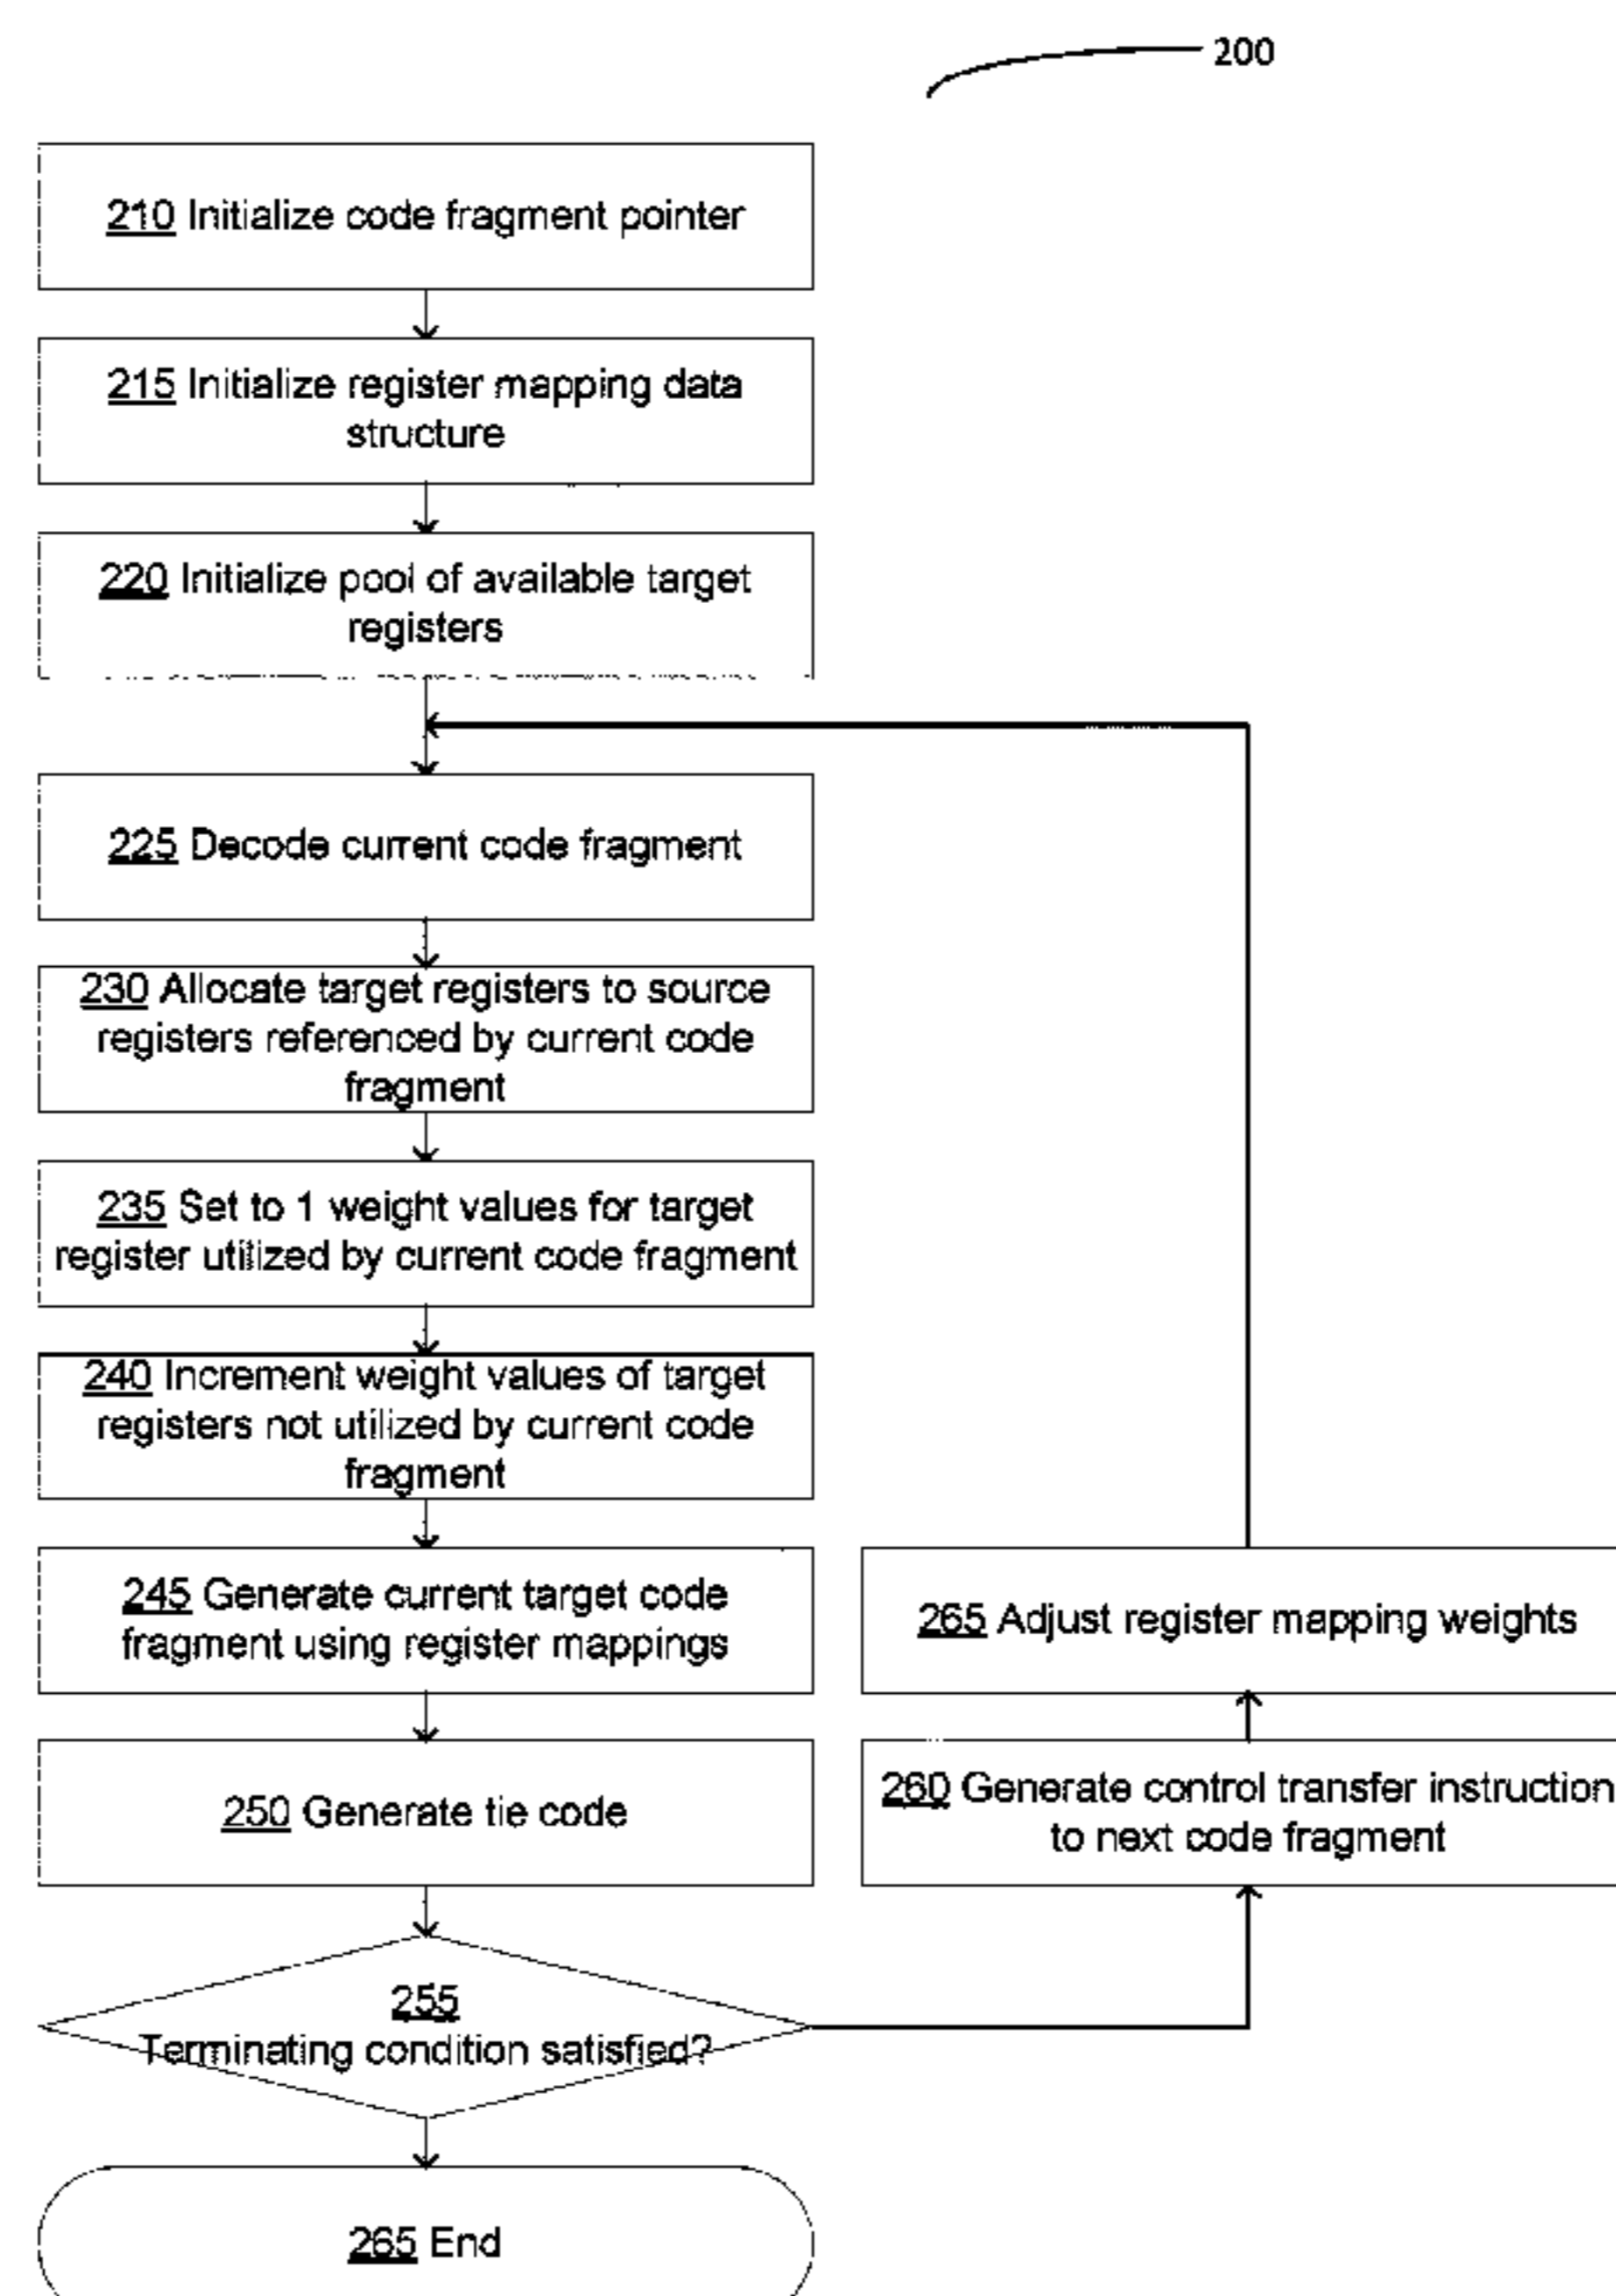 200
210 Initialize code fragment pointer
215 Initialize register mapping data
structure
220 Initialize pool of available target
registers
225 Decode current code fragment
230 Allocate target registers to source
registers referenced by current code
fragment
235 Set to 1 weight values for target
register utilized by current code fragment
240 Increment weight values of target
registers not utilized by current code
fragment
245 Generate current target code
fragment using register mappings
265 Adjust register mapping weights
250 Generate tie code
260 Generate control transfer instruction
to next code fragment
255
Terminating condition satisfied?
265 End